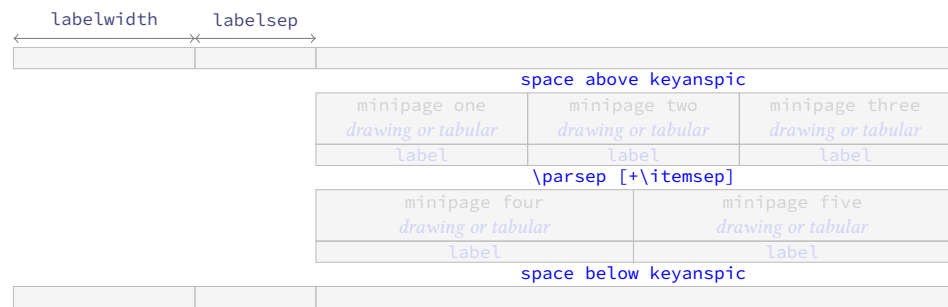 labelwidth labelsep
space above keyanspic
minipage one minipage two minipage three
drawing or tabular drawing or tabular drawing or tabular
label label label
\parsep [+\itemsep]
minipage four minipage five
drawing or tabular drawing or tabular
label label
space below keyanspic